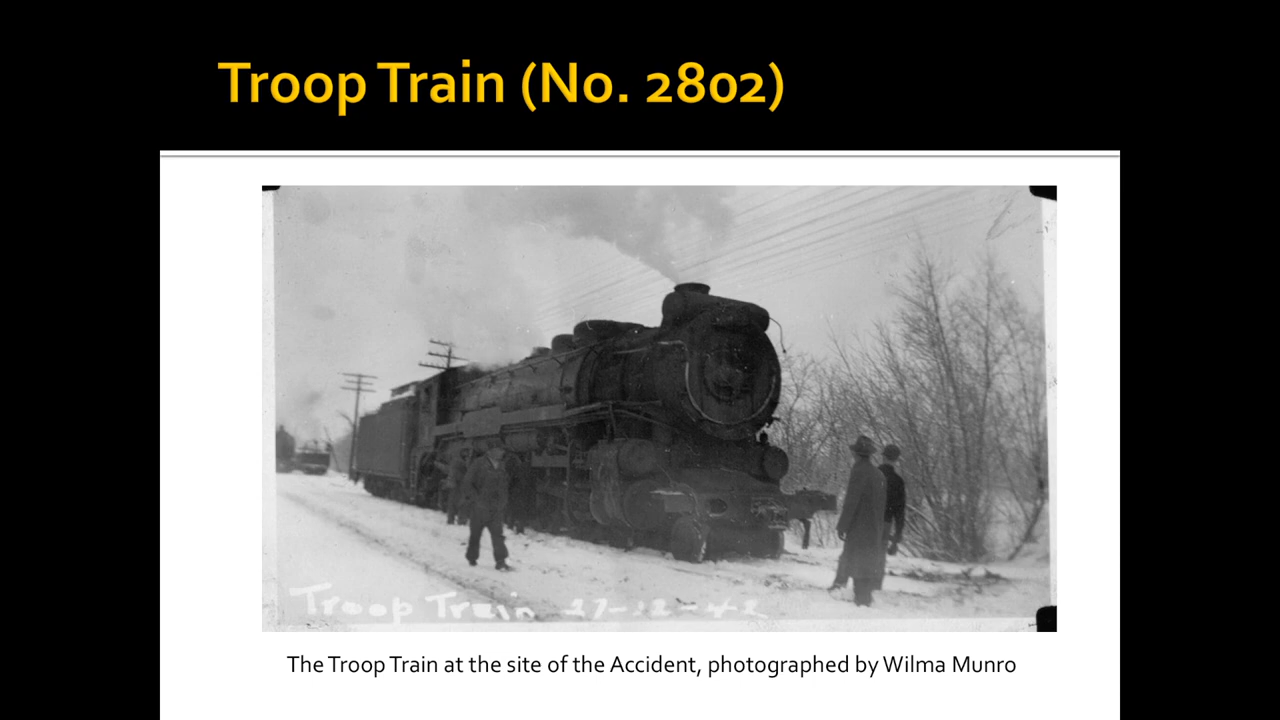 Troop Train (No. 2802)
Troop Train 27-12-42
The Troop Train at the site of the Accident, photographed by Wilma Munro